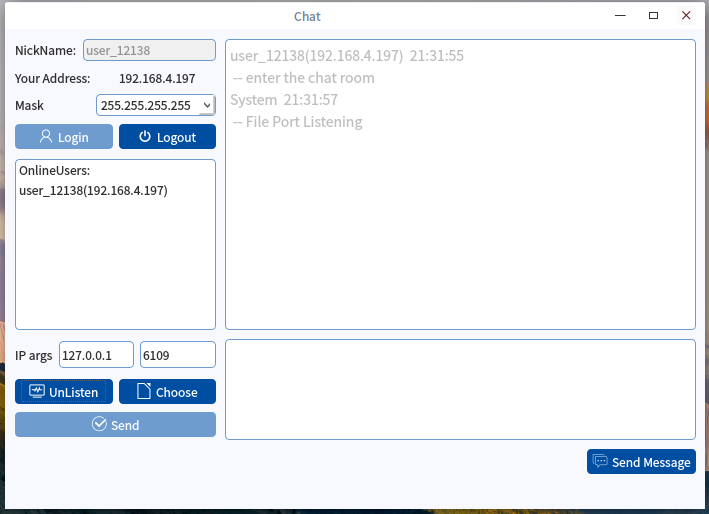 Chat
NickName: user_12138
Your Address: 192.168.4.197
Mask 255.255.255.255
Login Logout
OnlineUsers:
user_12138(192.168.4.197)
IP args 127.0.0.1 6109
UnListen Choose
Send
user_12138(192.168.4.197) 21:31:55
-- enter the chat room
System 21:31:57
-- File Port Listening
Send Message